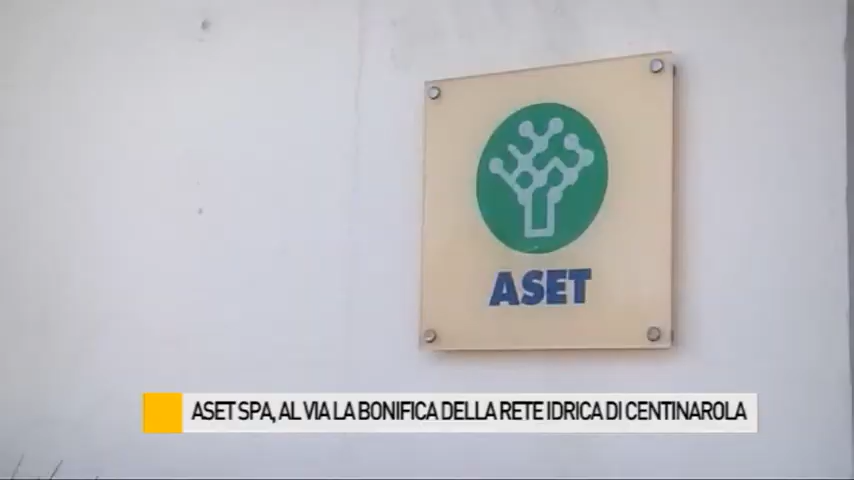 ASET
ASET SPA, AL VIA LA BONIFICA DELLA RETE IDRICA DI CENTINAROLA